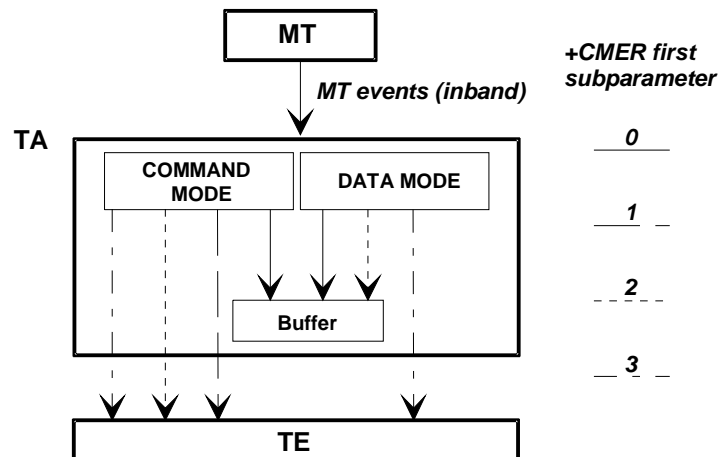 MT
+CMER first
subparameter
MT events (inband)
TA
0
COMMAND
MODE
DATA MODE
1
2
Buffer
3
TE